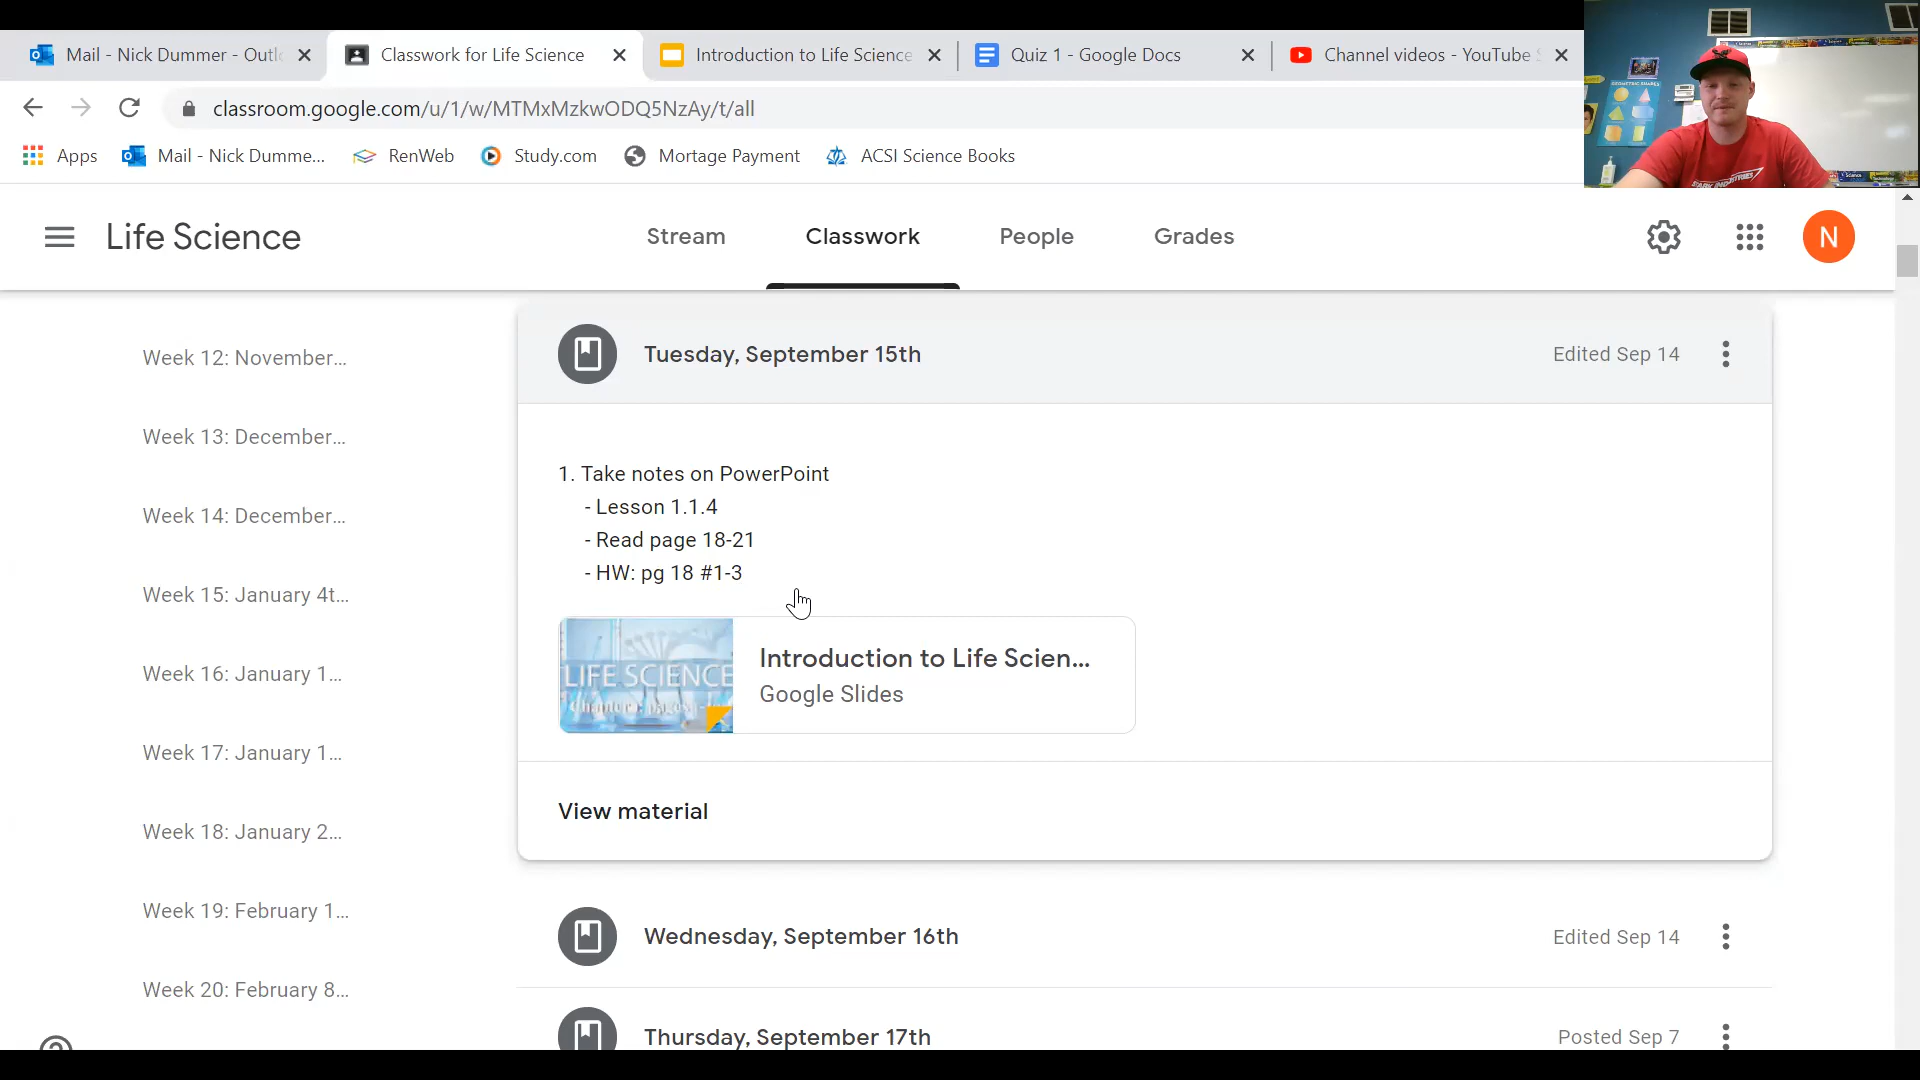 Mail - Nick Dummer - Outl
Classwork for Life Science
Introduction to Life Science
Quiz 1 - Google Docs
Channel videos - YouTube S
classroom.google.com/u/1/w/MTMxMzkwODQ5NzAy/t/all
Apps
Mail - Nick Dumme...
RenWeb
Study.com
Mortage Payment
ACSI Science Books
Life Science
Stream
Classwork
People
Grades
N
Week 12: November...
Week 13: December...
Week 14: December...
Week 15: January 4t...
Week 16: January 1...
Week 17: January 1...
Week 18: January 2...
Week 19: February 1...
Week 20: February 8...
Tuesday, September 15th
Edited Sep 14
1. Take notes on PowerPoint
- Lesson 1.1.4
- Read page 18-21
- HW: pg 18 #1-3
LIFE SCIENCE
Introduction to Life Scien...
Google Slides
View material
Wednesday, September 16th
Edited Sep 14
Thursday, September 17th
Posted Sep 7
STARK INDUSTRIES